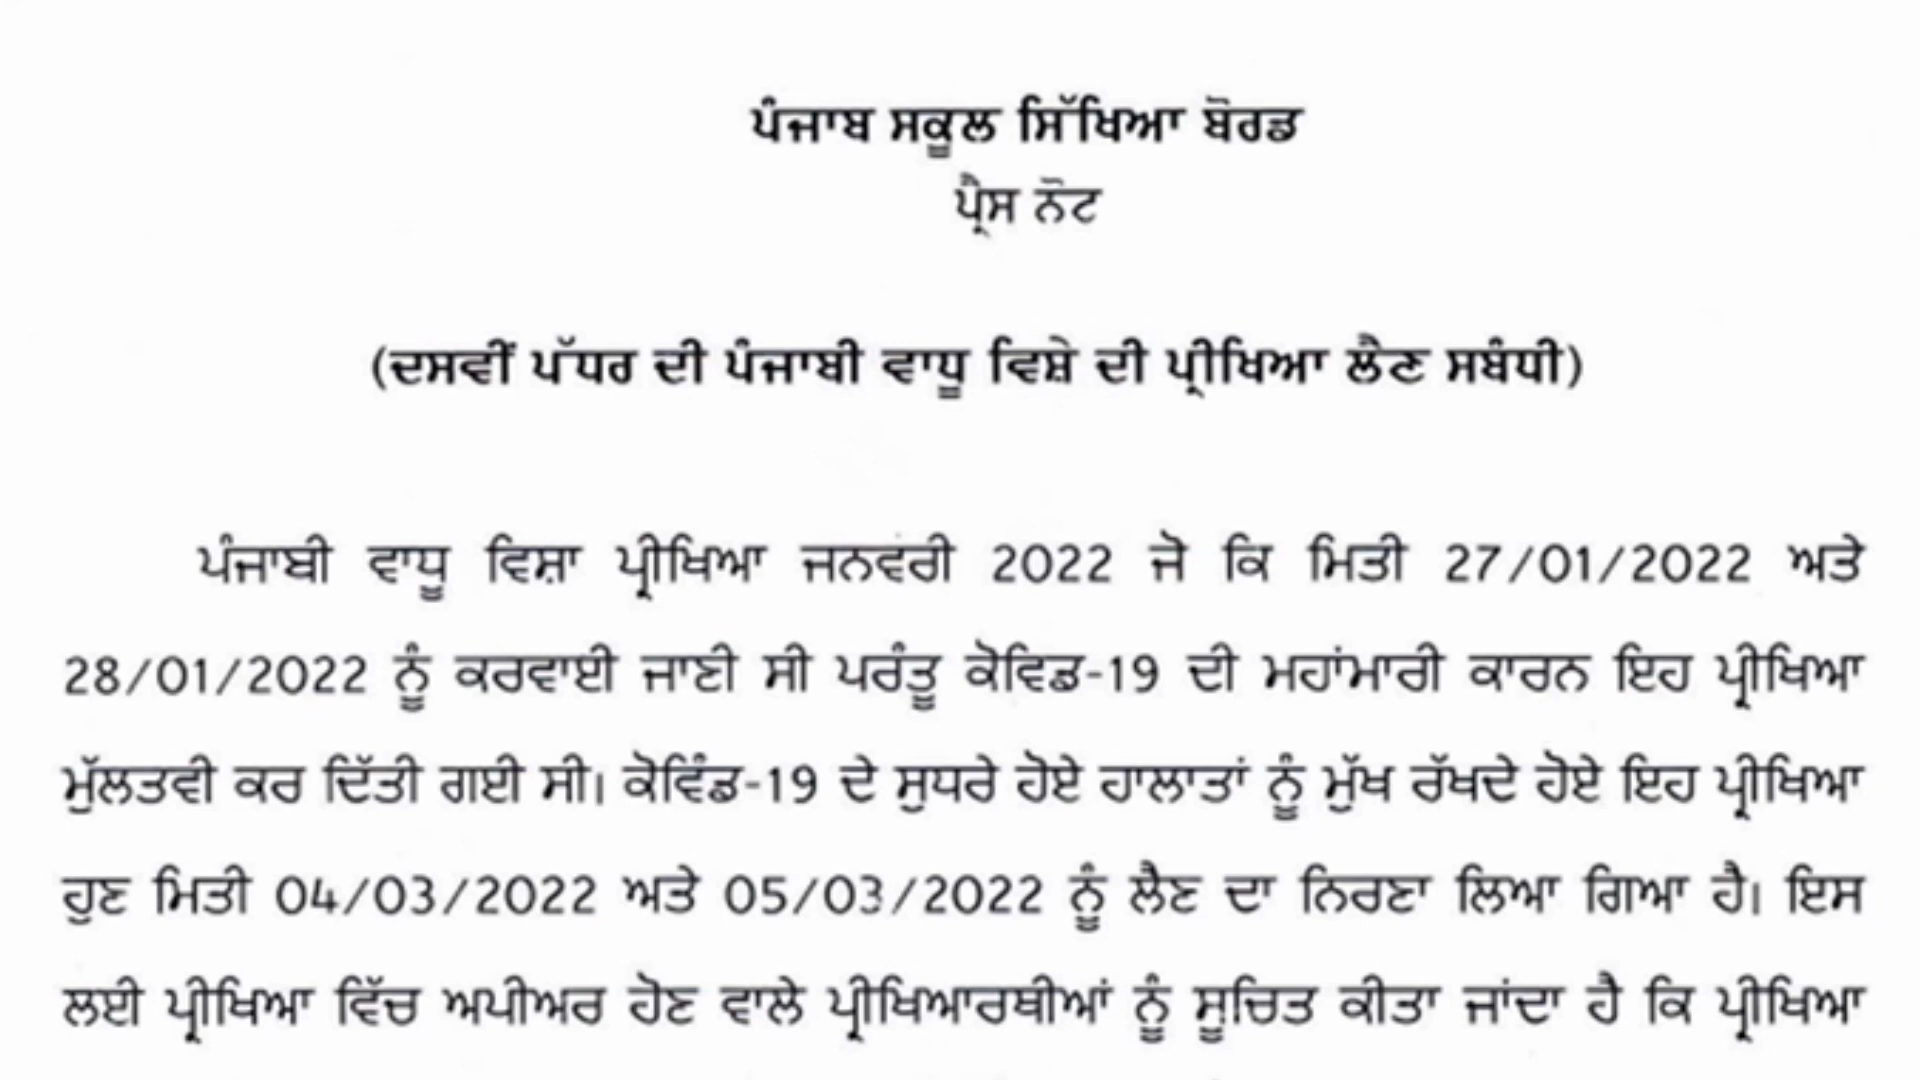 ਪੰਜਾਬ ਸਕੂਲ ਸਿੱਖਿਆ ਬੋਰਡ
ਪ੍ਰੈਸ ਨੋਟ
(ਦਸਵੀਂ ਪੱਧਰ ਦੀ ਪੰਜਾਬੀ ਵਾਧੂ ਵਿਸ਼ੇ ਦੀ ਪ੍ਰੀਖਿਆ ਲੈਣ ਸਬੰਧੀ)
ਪੰਜਾਬੀ ਵਾਧੂ ਵਿਸ਼ਾ ਪ੍ਰੀਖਿਆ ਜਨਵਰੀ 2022 ਜੋ ਕਿ ਮਿਤੀ 27/01/2022 ਅਤੇ
28/01/2022 ਨੂੰ ਕਰਵਾਈ ਜਾਣੀ ਸੀ ਪਰੰਤੂ ਕੋਵਿਡ-19 ਦੀ ਮਹਾਂਮਾਰੀ ਕਾਰਨ ਇਹ ਪ੍ਰੀਖਿਆ
ਮੁੱਲਤਵੀ ਕਰ ਦਿੱਤੀ ਗਈ ਸੀ। ਕੋਵਿੰਡ-19 ਦੇ ਸੁਧਰੇ ਹੋਏ ਹਾਲਾਤਾਂ ਨੂੰ ਮੁੱਖ ਰੱਖਦੇ ਹੋਏ ਇਹ ਪ੍ਰੀਖਿਆ
ਹੁਣ ਮਿਤੀ 04/03/2022 ਅਤੇ 05/03/2022 ਨੂੰ ਲੈਣ ਦਾ ਨਿਰਣਾ ਲਿਆ ਗਿਆ ਹੈ। ਇਸ
ਲਈ ਪ੍ਰੀਖਿਆ ਵਿੱਚ ਅਪੀਅਰ ਹੋਣ ਵਾਲੇ ਪ੍ਰੀਖਿਆਰਥੀਆਂ ਨੂੰ ਸੂਚਿਤ ਕੀਤਾ ਜਾਂਦਾ ਹੈ ਕਿ ਪ੍ਰੀਖਿਆ